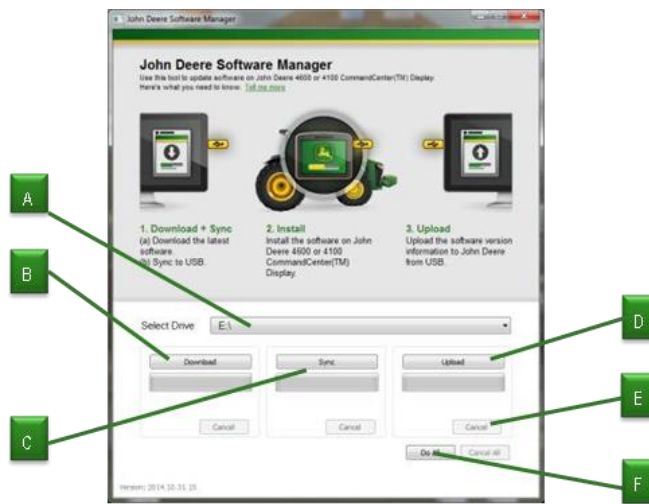 John Deere Software Manager
John Deere Software Manager
Use this tool to update software on John Deere 4600 or 4100 CommandCenter(TM) Display.
Here's what you need to know. Tell me more
1. Download + Sync
(a) Download the latest
software.
(b) Sync to USB.
2. Install
Install the software on John
Deere 4600 or 4100
CommandCenter(TM)
Display.
3. Upload
Upload the software version
information to John Deere
from USB.
A
B
C
D
E
F
Select Drive E:\
Download Sync Upload
Cancel Cancel Cancel
Do All Cancel All
Version: 2014.10.31.15